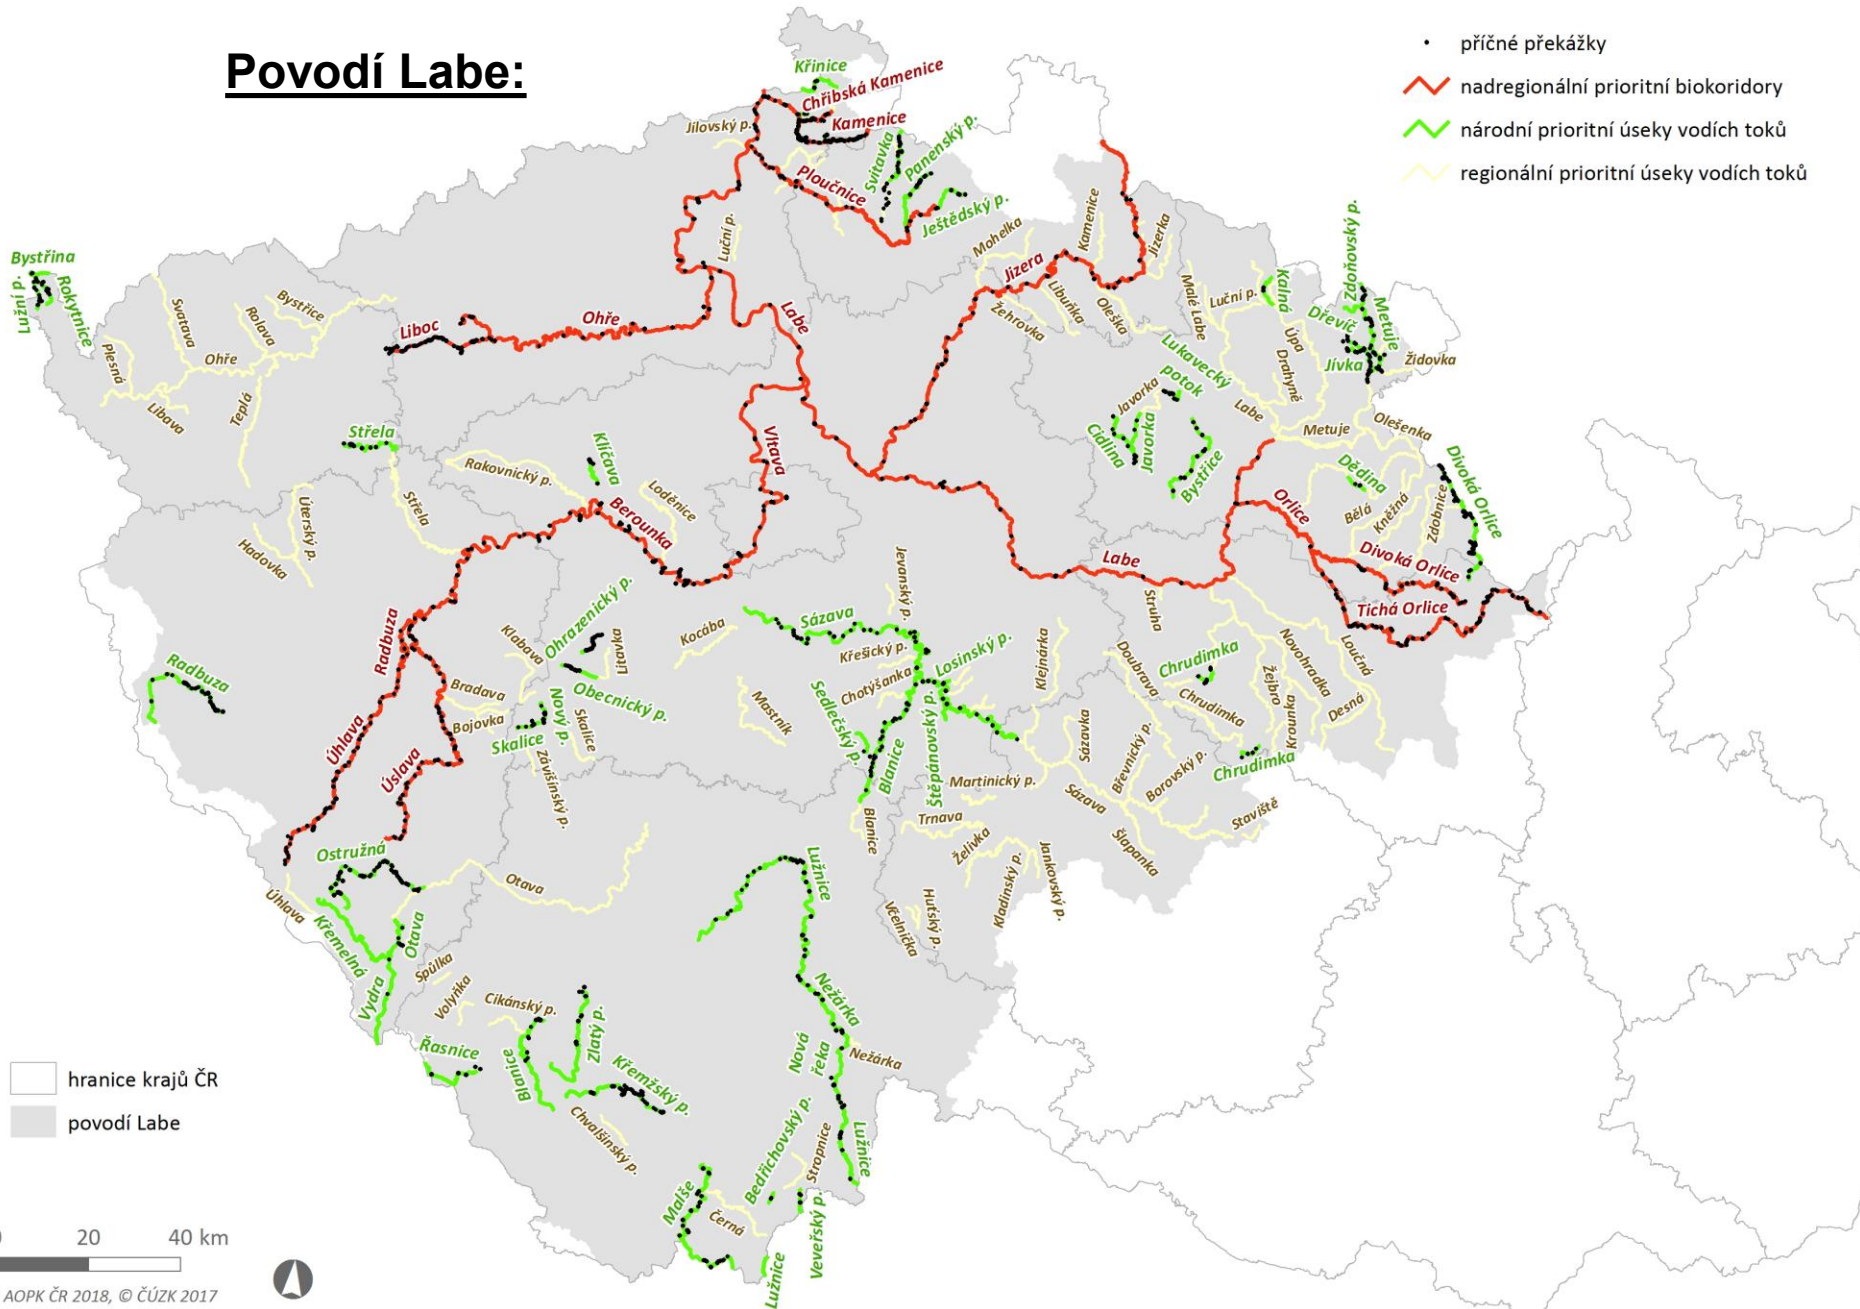 Povodí Labe:
příčné překážky
nadregionální prioritní biokoridory
národní prioritní úseky vodích toků
regionální prioritní úseky vodích toků
Křinice
Chřibská Kamenice
Kamenice
Jílovský p.
Svitavka
Panenský p.
Ploučnice
Ještědský p.
Luční p.
Mohelka
Kamenice
Jizerka
Jizera
Žehrovka
Libuňka
Oleška
Malé Labe
Luční p.
Kalná
Úpa
Drahyně
Zdoňovský p.
Metuje
Dřevíč
Jívka
Židovka
Bystřina
Lužní p.
Rokytnice
Plesná
Svatava
Rolava
Bystřice
Ohře
Libava
Teplá
Liboc
Ohře
Labe
Lukavecký
potok
Javorka
Javorka
Cidlina
Bystřice
Labe
Metuje
Olešenka
Střela
Střela
Rakovnický p.
Klíčava
Loděnice
Vltava
Berounka
Úterský p.
Hadovka
Dědina
Divoká Orlice
Orlice
Bělá
Kněžná
Zdobnice
Divoká Orlice
Tichá Orlice
Labe
Struha
Jevanský p.
Sázava
Kocába
Ohrazenický p.
Litavka
Klabava
Obecnický p.
Radbuza
Radbuza
Bradava
Bojovka
Nový p.
Skalice
Skalice
Závišínský p.
Mastník
Křešický p.
Chotýšanka
Losinský p.
Sedlečský p.
Blanice
Štěpánovský p.
Blanice
Klejnárka
Doubrava
Chrudimka
Chrudimka
Chrudimka
Žejbro
Krounka
Novohradka
Loučná
Desná
Úhlava
Úslava
Martinický p.
Sázavka
Břevnický p.
Borovský p.
Sázava
Staviště
Šlapanka
Trnava
Želivka
Kladinský p.
Jankovský p.
Včelnička
Huťský p.
Ostružná
Úhlava
Otava
Křemelná
Otava
Vydra
Spůlka
Volyňka
Cikánský p.
Řasnice
Blanice
Zlatý p.
Křemžský p.
Chvalšinský p.
Lužnice
Nežárka
Nová
řeka
Nežárka
Lužnice
Bedřichovský p.
Stropnice
Malše
Černá
Veveřský p.
Lužnice
hranice krajů ČR
povodí Labe
20 40 km
AOPK ČR 2018, © ČÚZK 2017